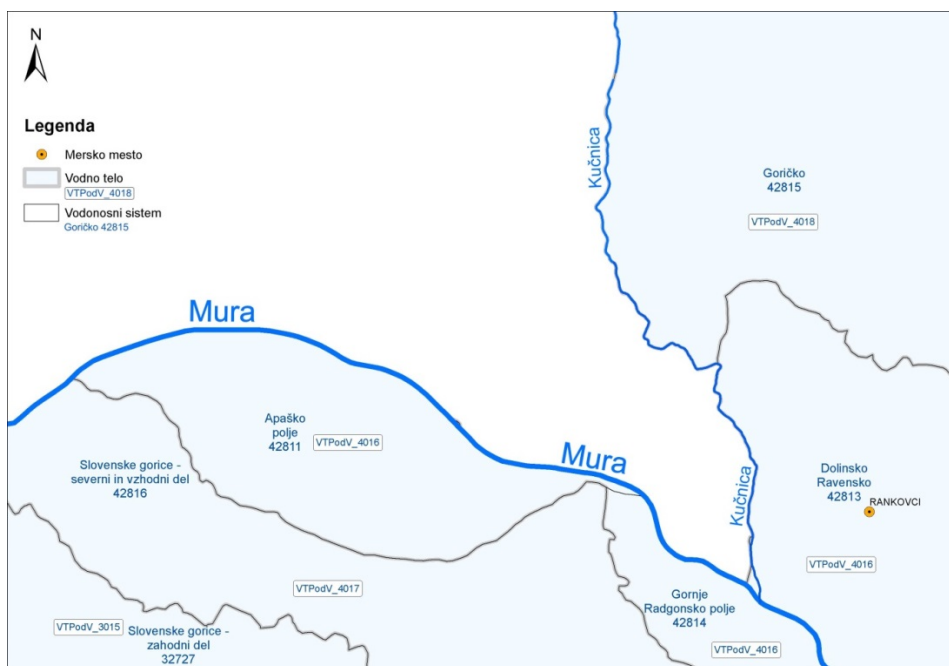 N
Legenda
Mersko mesto
Vodno telo
VTPodV_4018
Vodonosni sistem
Goričko 42815
Kučnica
Goričko
42815
VTPodV_4018
Mura
Apaško
polje
42811
VTPodV_4016
Mura
Slovenske gorice -
severni in vzhodni del
42816
Kučnica
Dolinsko
Ravensko
42813
RANKOVCI
VTPodV_4016
VTPodV_4017
Gornje
Radgonsko polje
42814
VTPodV_3015
Slovenske gorice -
zahodni del
32727
VTPodV_4016